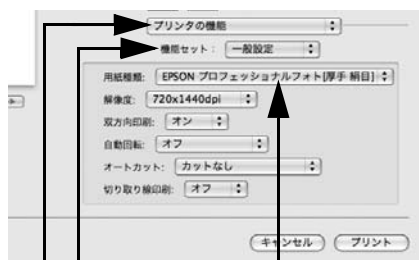 プリンタの機能
機能セット： 一般設定
用紙種類: EPSON プロフェッショナルフォト[厚手 絹目]
解像度: 720x1440dpi
双方向印刷: オン
自動回転: オフ
オートカット: カットなし
切り取り線印刷: オフ
キャンセル プリント